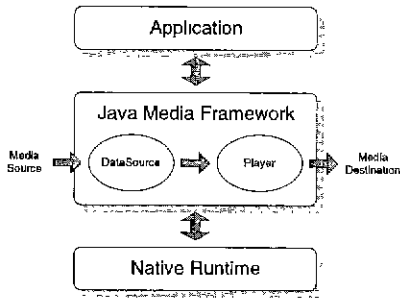 Application
Java Media Framework
Media
Source
DataSource
Player
Media
Destination
Native Runtime